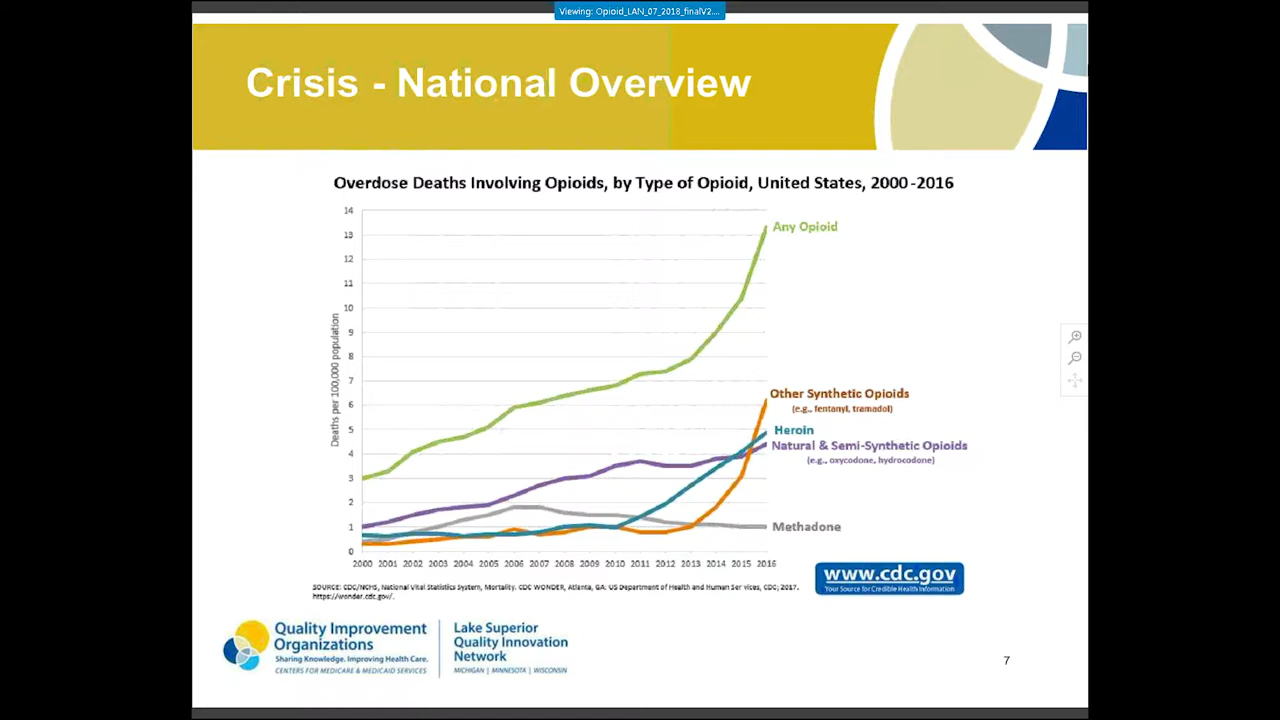 Viewing: Opioid_LAN_07_2018_finalV2....
Crisis - National Overview
Overdose Deaths Involving Opioids, by Type of Opioid, United States, 2000-2016
Deaths per 100,000 population
14
13
12
11
10
9
8
7
6
5
4
3
2
1
0
2000 2001 2002 2003 2004 2005 2006 2007 2008 2009 2010 2011 2012 2013 2014 2015 2016
Any Opioid
Other Synthetic Opioids
(e.g., fentanyl, tramadol)
Heroin
Natural & Semi-Synthetic Opioids
(e.g., oxycodone, hydrocodone)
Methadone
SOURCE: CDC/NCHS, National Vital Statistics System, Mortality. CDC WONDER, Atlanta, GA: US Department of Health and Human Services, CDC; 2017.
https://wonder.cdc.gov/.
www.cdc.gov
Your Source for Credible Health Information
Quality Improvement
Organizations
Sharing Knowledge. Improving Health Care.
CENTERS FOR MEDICARE & MEDICAID SERVICES
Lake Superior
Quality Innovation
Network
MICHIGAN | MINNESOTA | WISCONSIN
7